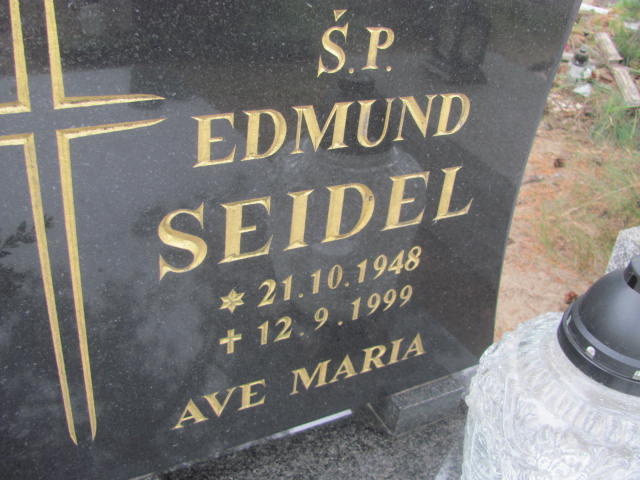 Ś.P.
EDMUND
SEIDEL
* 21.10.1948
✝ 12.9.1999
AVE MARIA